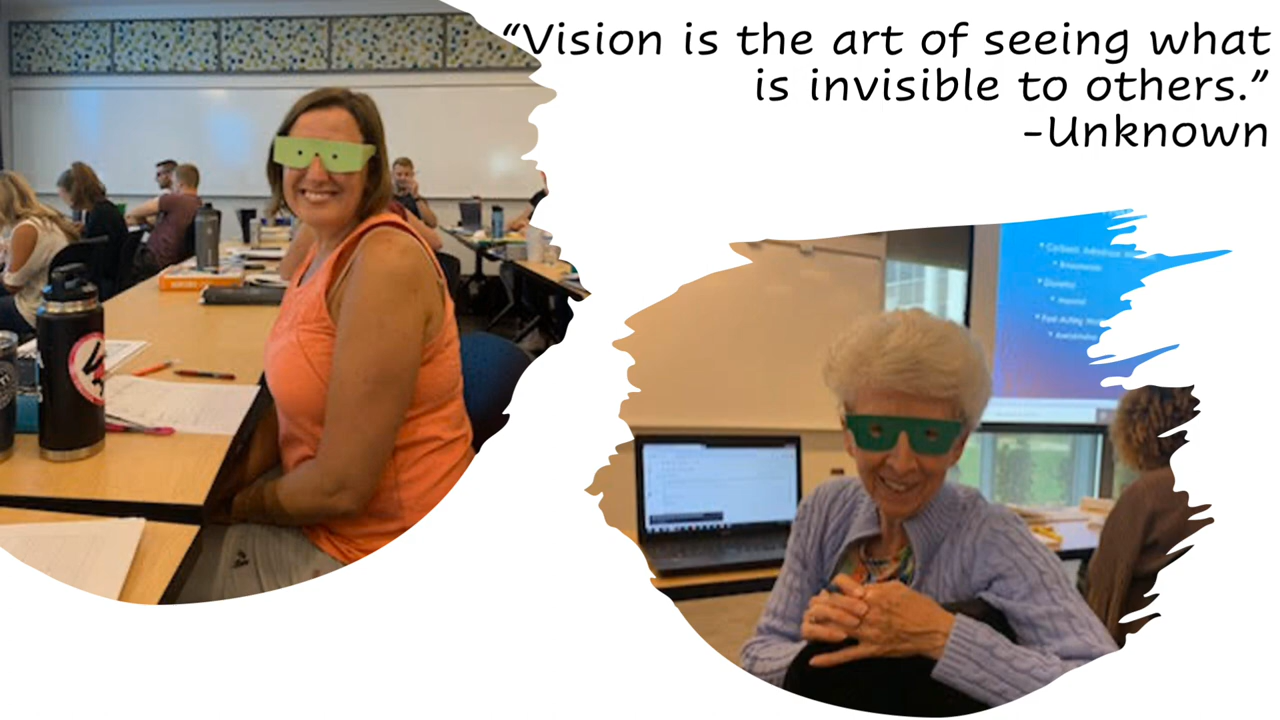 “Vision is the art of seeing what
is invisible to others.”
-Unknown